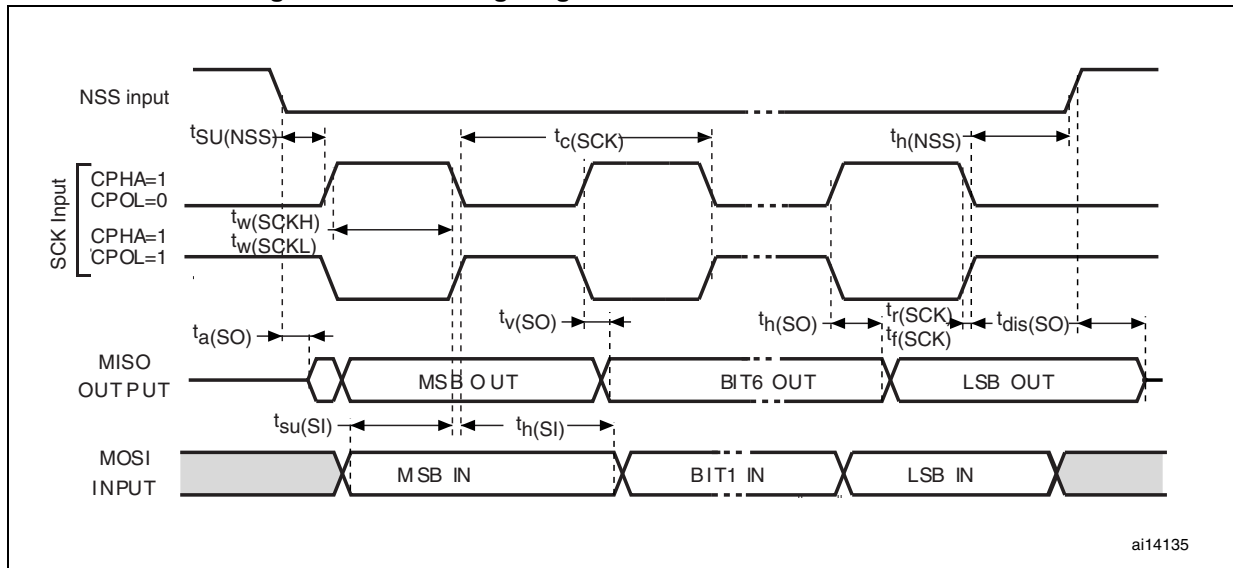 NSS input
tSU(NSS)
tc(SCK)
th(NSS)
SCK Input
CPHA=1
CPOL=0
tw(SCKH)
tw(SCKL)
CPHA=1
CPOL=1
ta(SO)
tv(SO)
th(SO)
tr(SCK)
tf(SCK)
tdis(SO)
MISO
OUTPUT
MSB OUT
BIT6 OUT
LSB OUT
tsu(SI)
th(SI)
MOSI
INPUT
MSB IN
BIT1 IN
LSB IN
ai14135